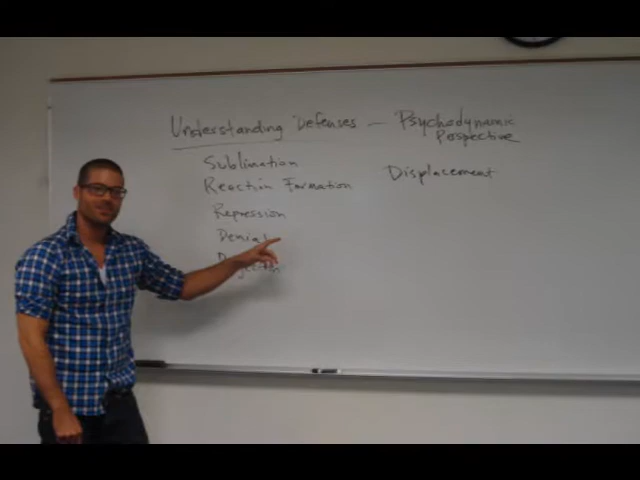 Understanding Defenses — Psychodynamic
Perspective
Sublimation
Reaction Formation
Displacement
Repression
Denial